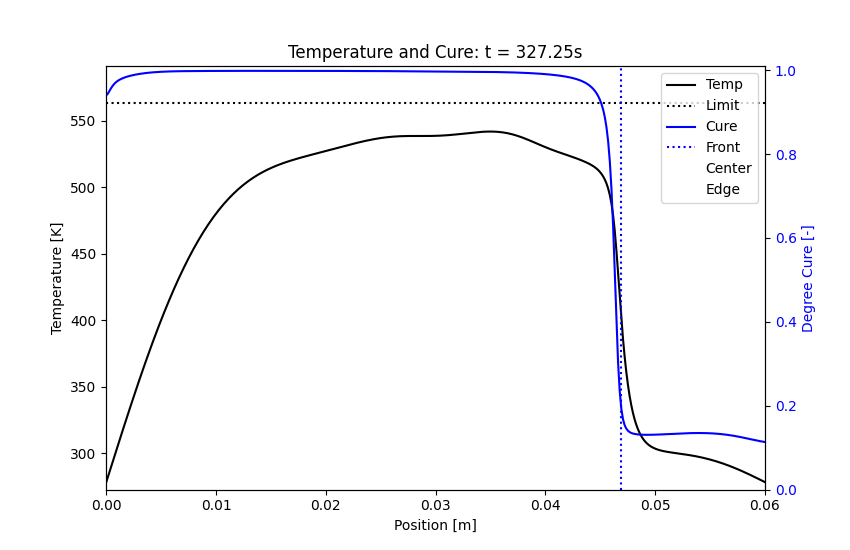 Temperature and Cure: t = 327.25s
Temp
Limit
Cure
Front
Center
Edge
Temperature [K]
550
500
450
400
350
300
Degree Cure [-]
1.0
0.8
0.6
0.4
0.2
0.0
0.00 0.01 0.02 0.03 0.04 0.05 0.06
Position [m]